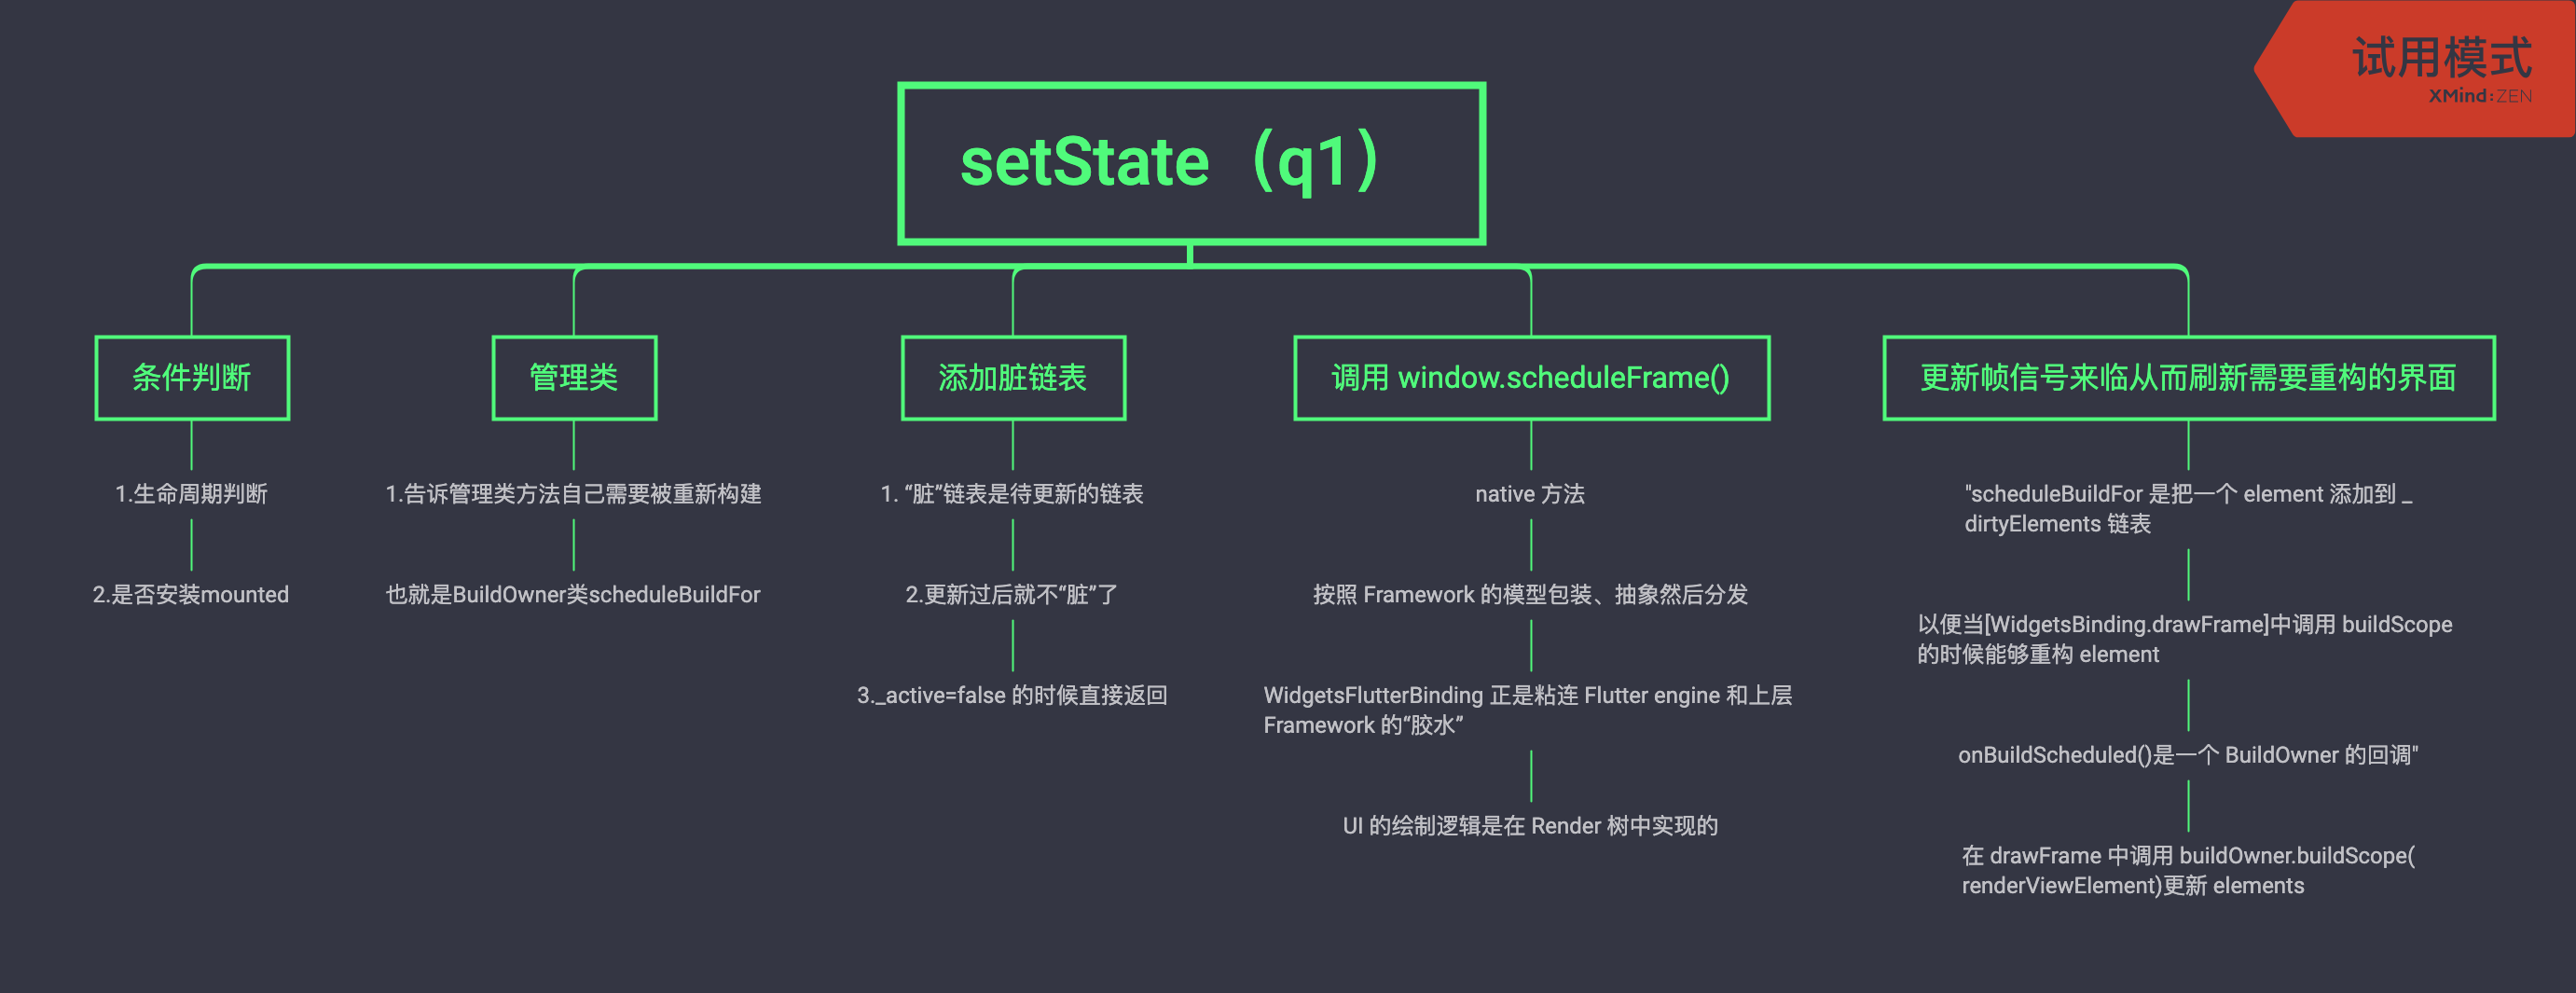 试用模式
XMind:ZEN
setState（q1）
条件判断
1.生命周期判断
2.是否安装mounted
管理类
1.告诉管理类方法自己需要被重新构建
也就是BuildOwner类scheduleBuildFor
添加脏链表
1. “脏”链表是待更新的链表
2.更新过后就不“脏”了
3._active=false 的时候直接返回
调用 window.scheduleFrame()
native 方法
按照 Framework 的模型包装、抽象然后分发
WidgetsFlutterBinding 正是粘连 Flutter engine 和上层
Framework 的“胶水”
UI 的绘制逻辑是在 Render 树中实现的
更新帧信号来临从而刷新需要重构的界面
"scheduleBuildFor 是把一个 element 添加到 _
dirtyElements 链表
以便当[WidgetsBinding.drawFrame]中调用 buildScope
的时候能够重构 element
onBuildScheduled()是一个 BuildOwner 的回调"
在 drawFrame 中调用 buildOwner.buildScope(
renderViewElement)更新 elements